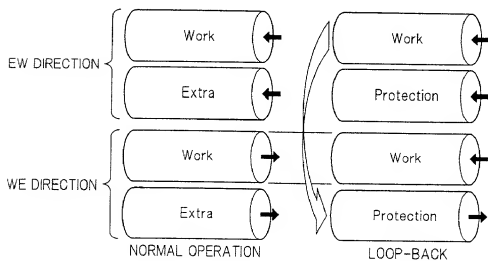 Work
Work
EW DIRECTION
Extra
Protection
Work
Work
WE DIRECTION
Extra
Protection
NORMAL OPERATION
LOOP-BACK